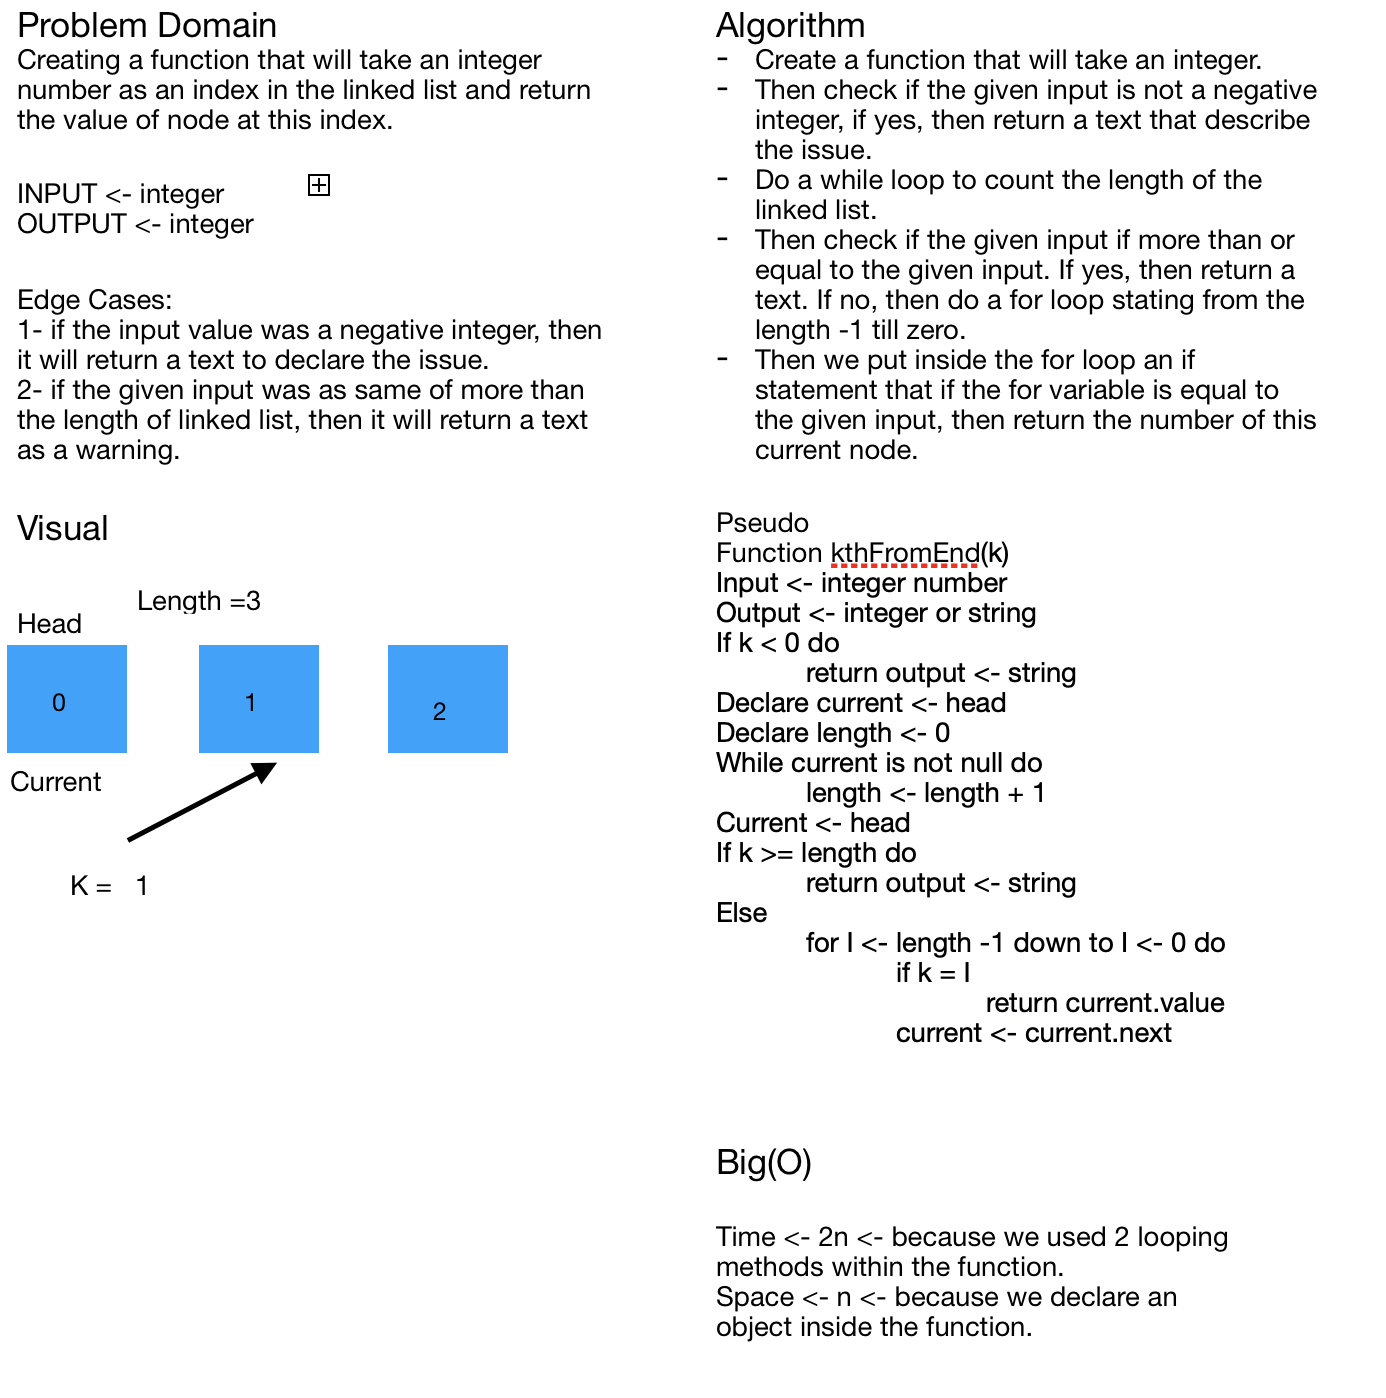 Problem Domain
Creating a function that will take an integer
number as an index in the linked list and return
the value of node at this index.
INPUT <- integer
OUTPUT <- integer
Edge Cases:
1- if the input value was a negative integer, then
it will return a text to declare the issue.
2- if the given input was as same of more than
the length of linked list, then it will return a text
as a warning.
Visual
Length =3
Head
0
1
2
Current
K = 1
Algorithm
- Create a function that will take an integer.
- Then check if the given input is not a negative
integer, if yes, then return a text that describe
the issue.
- Do a while loop to count the length of the
linked list.
- Then check if the given input if more than or
equal to the given input. If yes, then return a
text. If no, then do a for loop stating from the
length -1 till zero.
- Then we put inside the for loop an if
statement that if the for variable is equal to
the given input, then return the number of this
current node.
Pseudo
Function kthFromEnd(k)
Input <- integer number
Output <- integer or string
If k < 0 do
return output <- string
Declare current <- head
Declare length <- 0
While current is not null do
length <- length + 1
Current <- head
If k >= length do
return output <- string
Else
for I <- length -1 down to I <- 0 do
if k = I
return current.value
current <- current.next
Big(O)
Time <- 2n <- because we used 2 looping
methods within the function.
Space <- n <- because we declare an
object inside the function.